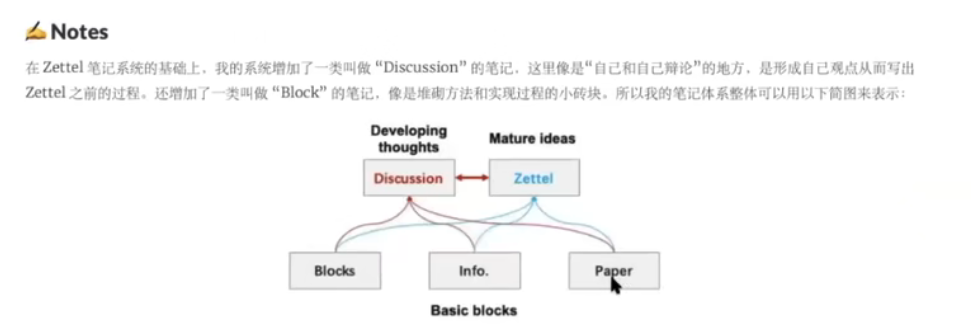 ✍️ Notes
在 Zettel 笔记系统的基础上，我的系统增加了一类叫做 “Discussion” 的笔记，这里像是“自己和自己辩论”的地方，是形成自己观点从而写出
Zettel 之前的过程。还增加了一类叫做 “Block” 的笔记，像是堆砌方法和实现过程的小砖块。所以我的笔记体系整体可以用以下简图来表示：
Developing
thoughts
Mature ideas
Discussion
Zettel
Blocks
Info.
Paper
Basic blocks